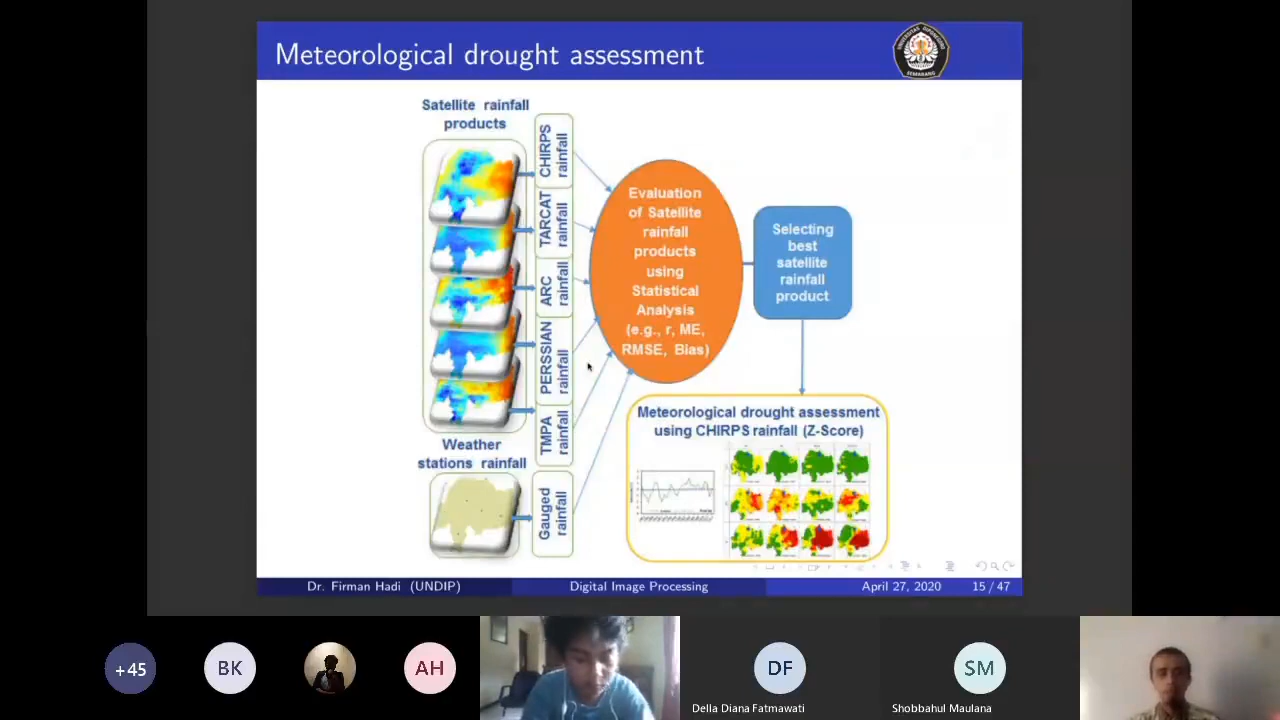 Meteorological drought assessment
UNIVERSITAS DIPONEGORO
SEMARANG
Satellite rainfall
products
CHIRPS
rainfall
TARCAT
rainfall
ARC
rainfall
PERSSIAN
rainfall
TMPA
rainfall
Weather
stations rainfall
Gauged
rainfall
Evaluation
of Satellite
rainfall
products
using
Statistical
Analysis
(e.g., r, ME,
RMSE, Bias)
Selecting
best
satellite
rainfall
product
Meteorological drought assessment
using CHIRPS rainfall (Z-Score)
Dr. Firman Hadi (UNDIP)
Digital Image Processing
April 27, 2020
15 / 47
+45
BK
AH
DF
SM
Della Diana Fatmawati
Shobbahul Maulana